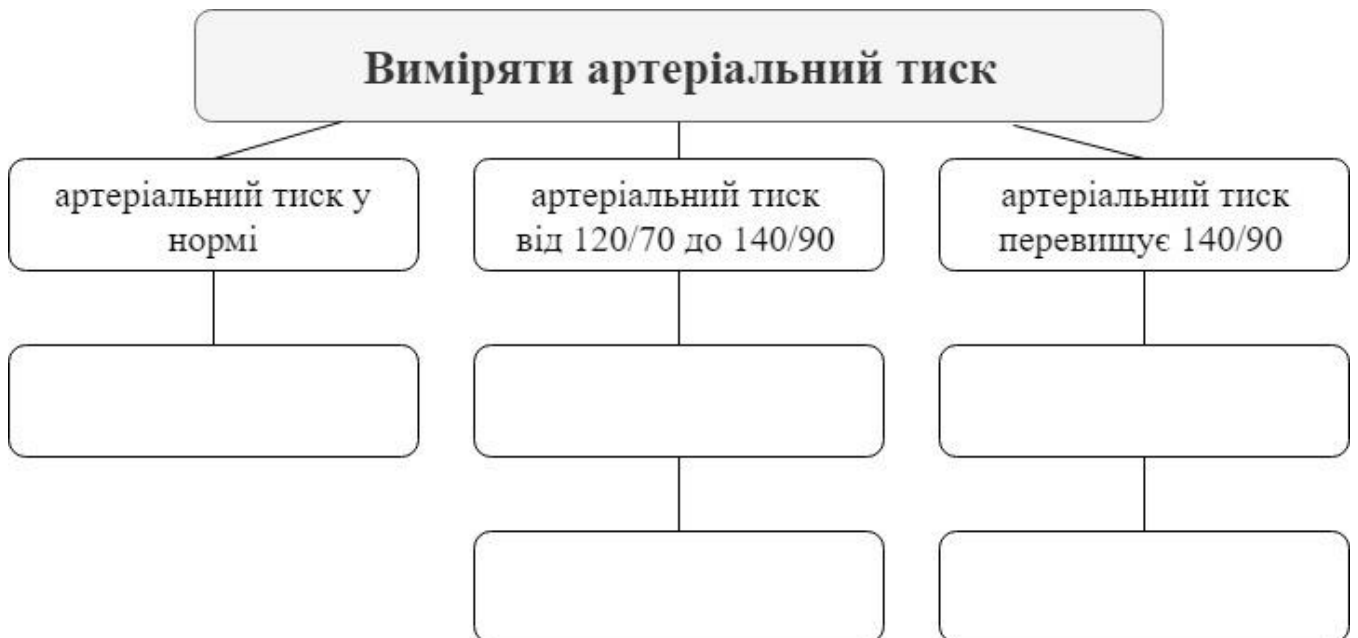 Виміряти артеріальний тиск
артеріальний тиск у
нормі
артеріальний тиск
від 120/70 до 140/90
артеріальний тиск
перевищує 140/90